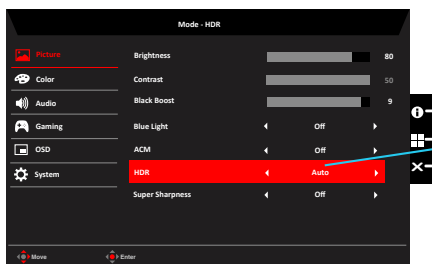 Mode - HDR
Picture
Brightness 80
Color
Contrast 50
Audio
Black Boost 9
Gaming
Blue Light Off
OSD
ACM Off
System
HDR Auto
Super Sharpness Off
Move Enter